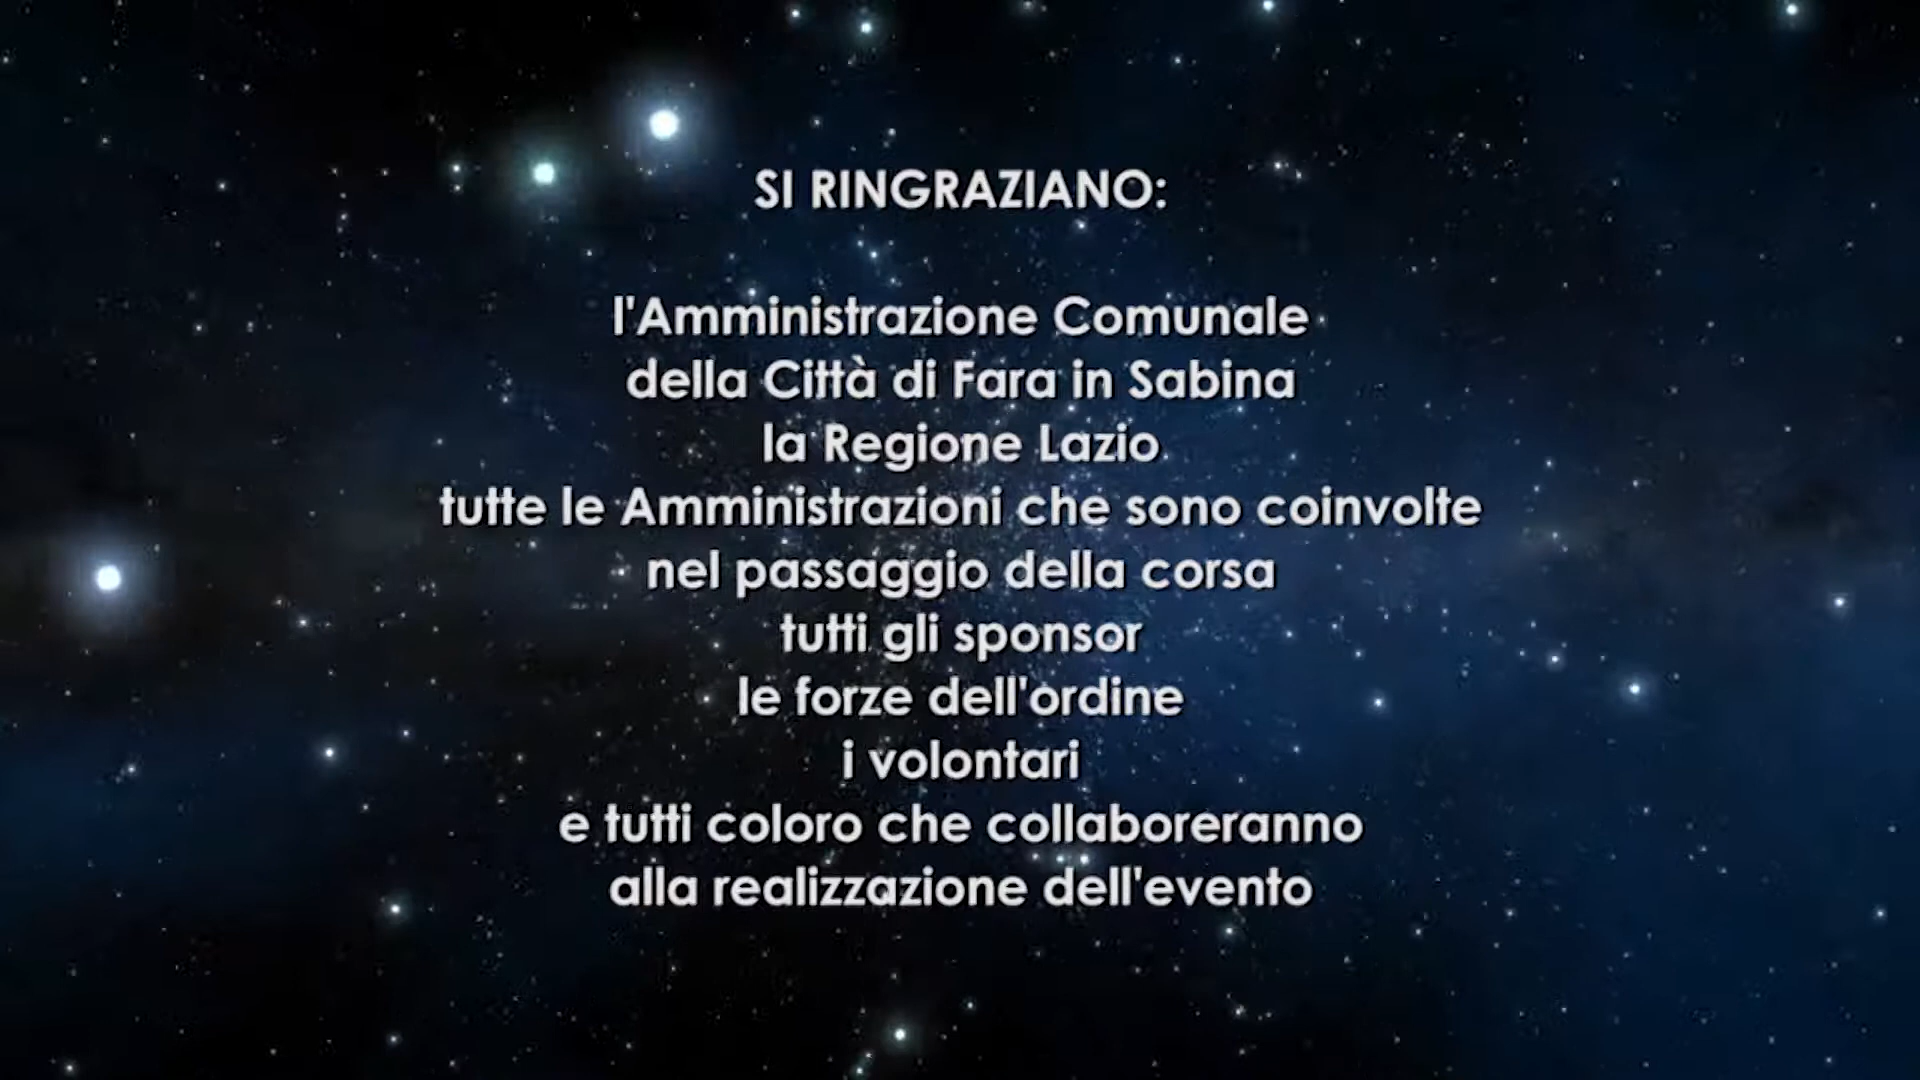 SI RINGRAZIANO:
l'Amministrazione Comunale
della Città di Fara in Sabina
la Regione Lazio
tutte le Amministrazioni che sono coinvolte
nel passaggio della corsa
tutti gli sponsor
le forze dell'ordine
i volontari
e tutti coloro che collaboreranno
alla realizzazione dell'evento